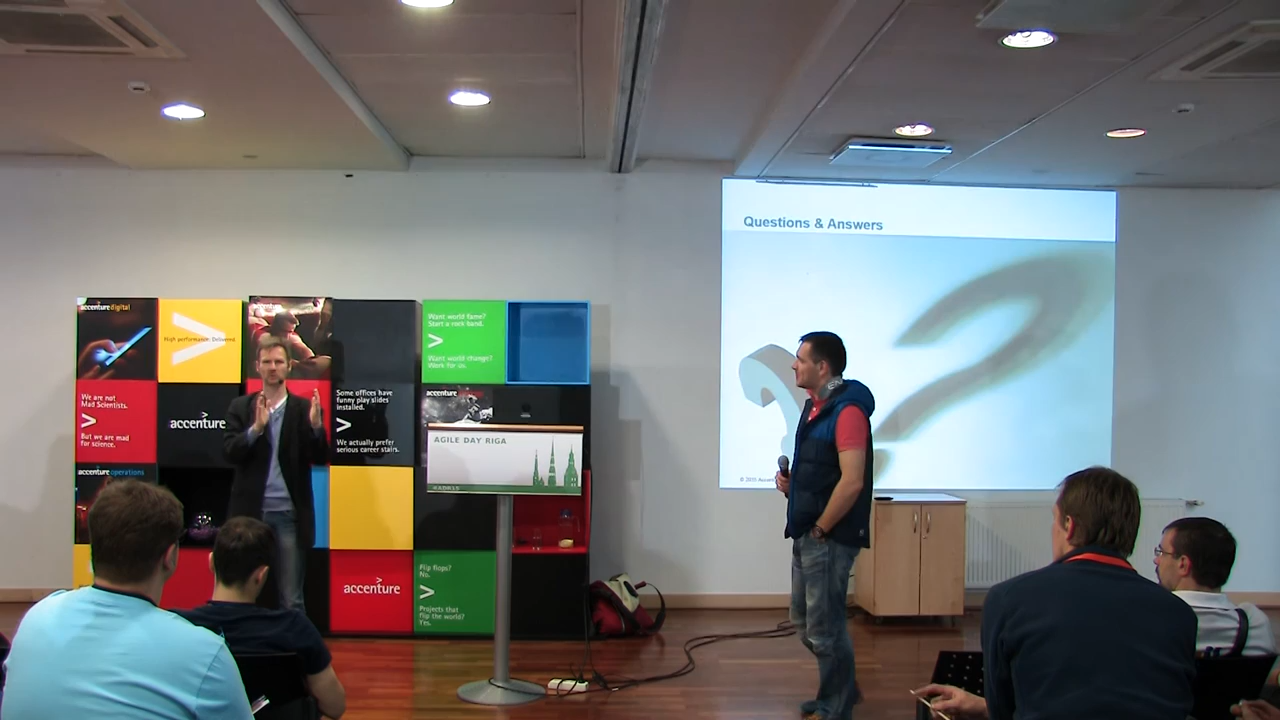 Questions & Answers
accenturedigital
High performance. Delivered.
accenture
Want world fame?
Start a rock band.
>
Want world change?
Work for us.
We are not
Mad Scientists.
>
But we are mad
for science.
accenture
Some offices have
funny play slides
installed.
>
We actually prefer
serious career stairs.
accenture
AGILE DAY RIGA
accentureoperations
accenture
Flip flops?
No.
>
Projects that
flip the world?
Yes.